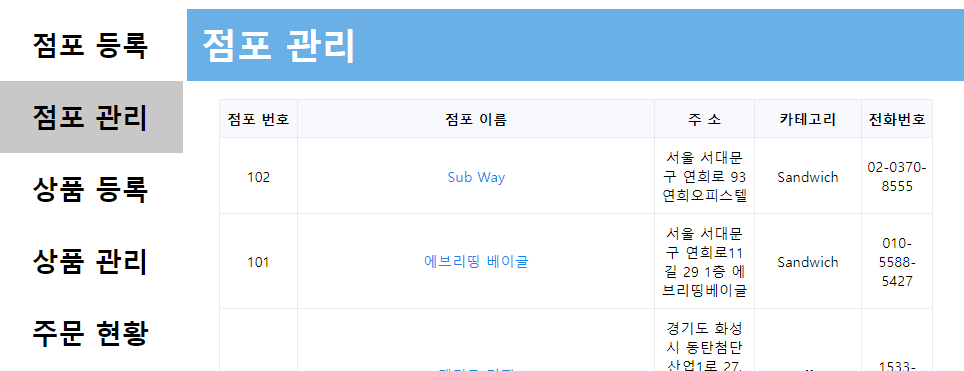 점포 등록
점포 관리
상품 등록
상품 관리
주문 현황
점포 관리
점포 번호 점포 이름 주 소 카테고리 전화번호
102
Sub Way
서울 서대문
구 연희로 93
연희오피스텔
Sandwich
02-0370-
8555
101
에브리띵 베이글
서울 서대문
구 연희로11
길 29 1층 에
브리띵베이글
Sandwich
010-
5588-
5427
경기도 화성
시 동탄첨단
산업1로 27,
1533-